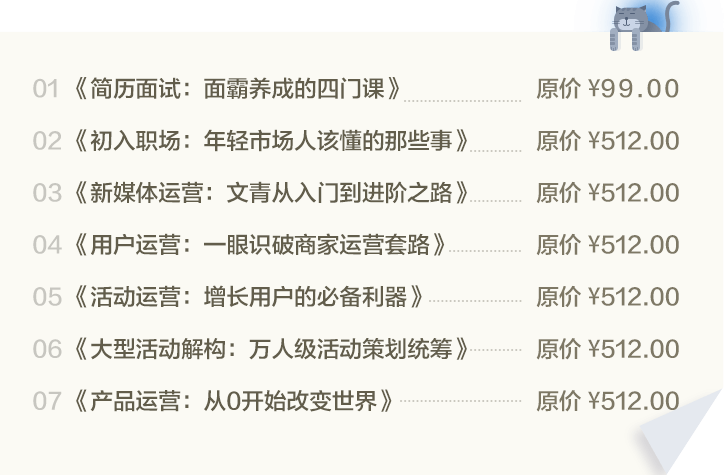 01《简历面试：面霸养成的四门课》 原价 ¥99.00
02《初入职场：年轻市场人该懂的那些事》 原价 ¥512.00
03《新媒体运营：文青从入门到进阶之路》 原价 ¥512.00
04《用户运营：一眼识破商家运营套路》 原价 ¥512.00
05《活动运营：增长用户的必备利器》 原价 ¥512.00
06《大型活动解构：万人级活动策划统筹》 原价 ¥512.00
07《产品运营：从0开始改变世界》 原价 ¥512.00